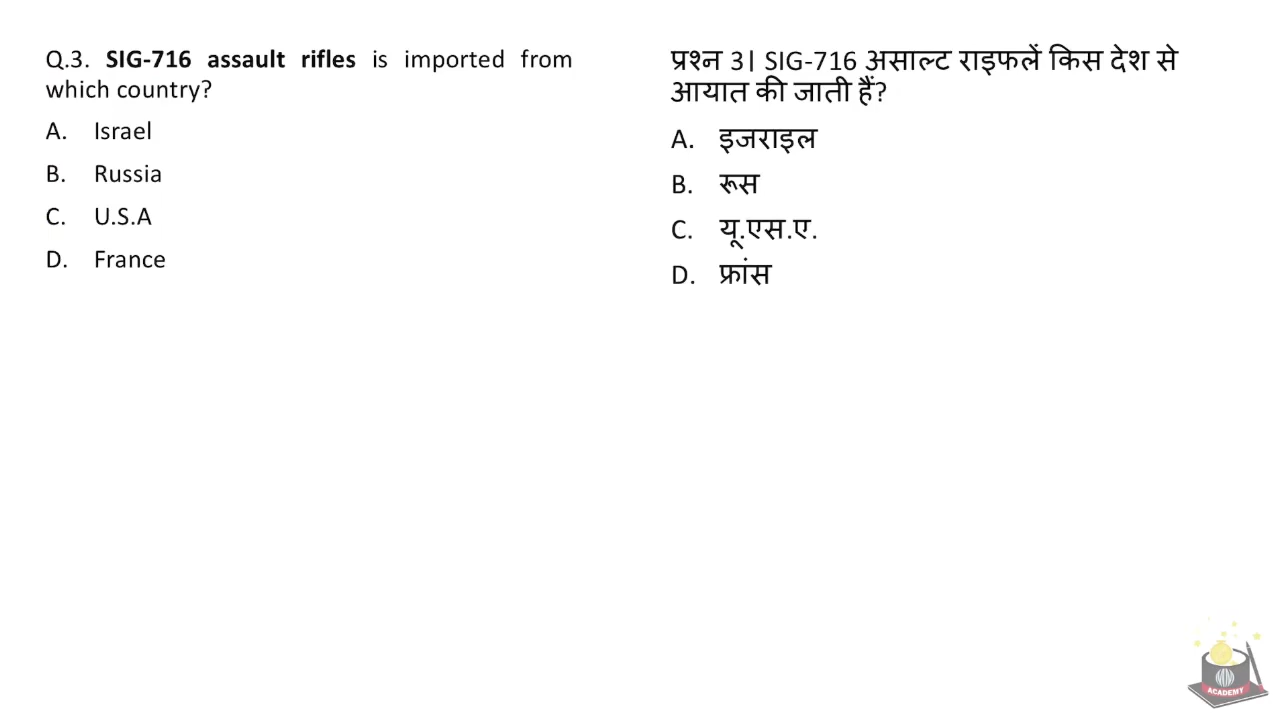 Q.3. SIG-716 assault rifles is imported from
which country?
A. Israel
B. Russia
C. U.S.A
D. France
प्रश्न 3| SIG-716 असाल्ट राइफलें किस देश से
आयात की जाती हैं?
A. इजराइल
B. रूस
C. यू.एस.ए.
D. फ्रांस
ACADEMY